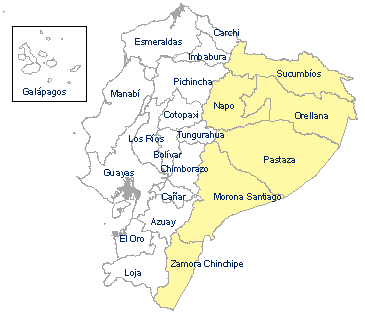 Carchi
Esmeraldas
Imbabura
Sucumbíos
Pichincha
Galápagos
Manabí
Napo
Orellana
Cotopaxi
Tungurahua
Los Ríos
Bolívar
Pastaza
Chimborazo
Guayas
Cañar
Morona Santiago
Azuay
El Oro
Zamora Chinchipe
Loja